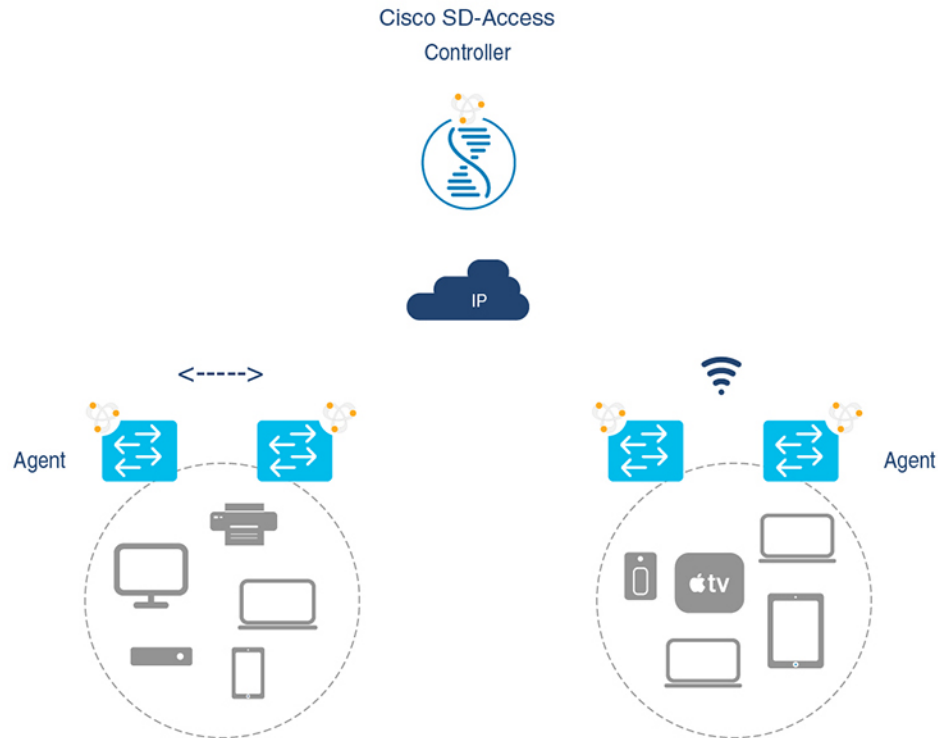 Cisco SD-Access
Controller
IP
<----->
Agent
Agent
tv